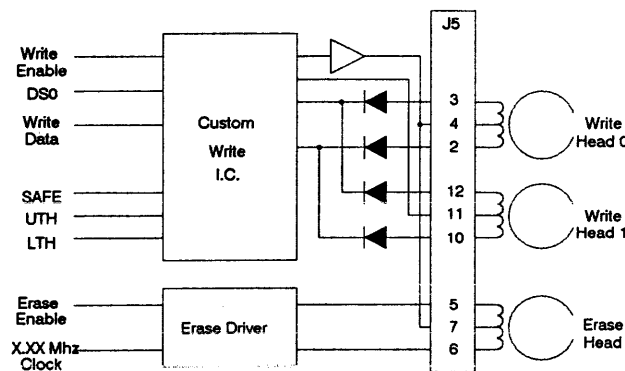 J5
Write
Enable
DS0
Write
Data
SAFE
UTH
LTH
Custom
Write
I.C.
3
4
2
12
11
10
Write
Head 0
Write
Head 1
Erase
Enable
X.XX Mhz
Clock
Erase Driver
5
7
6
Erase
Head